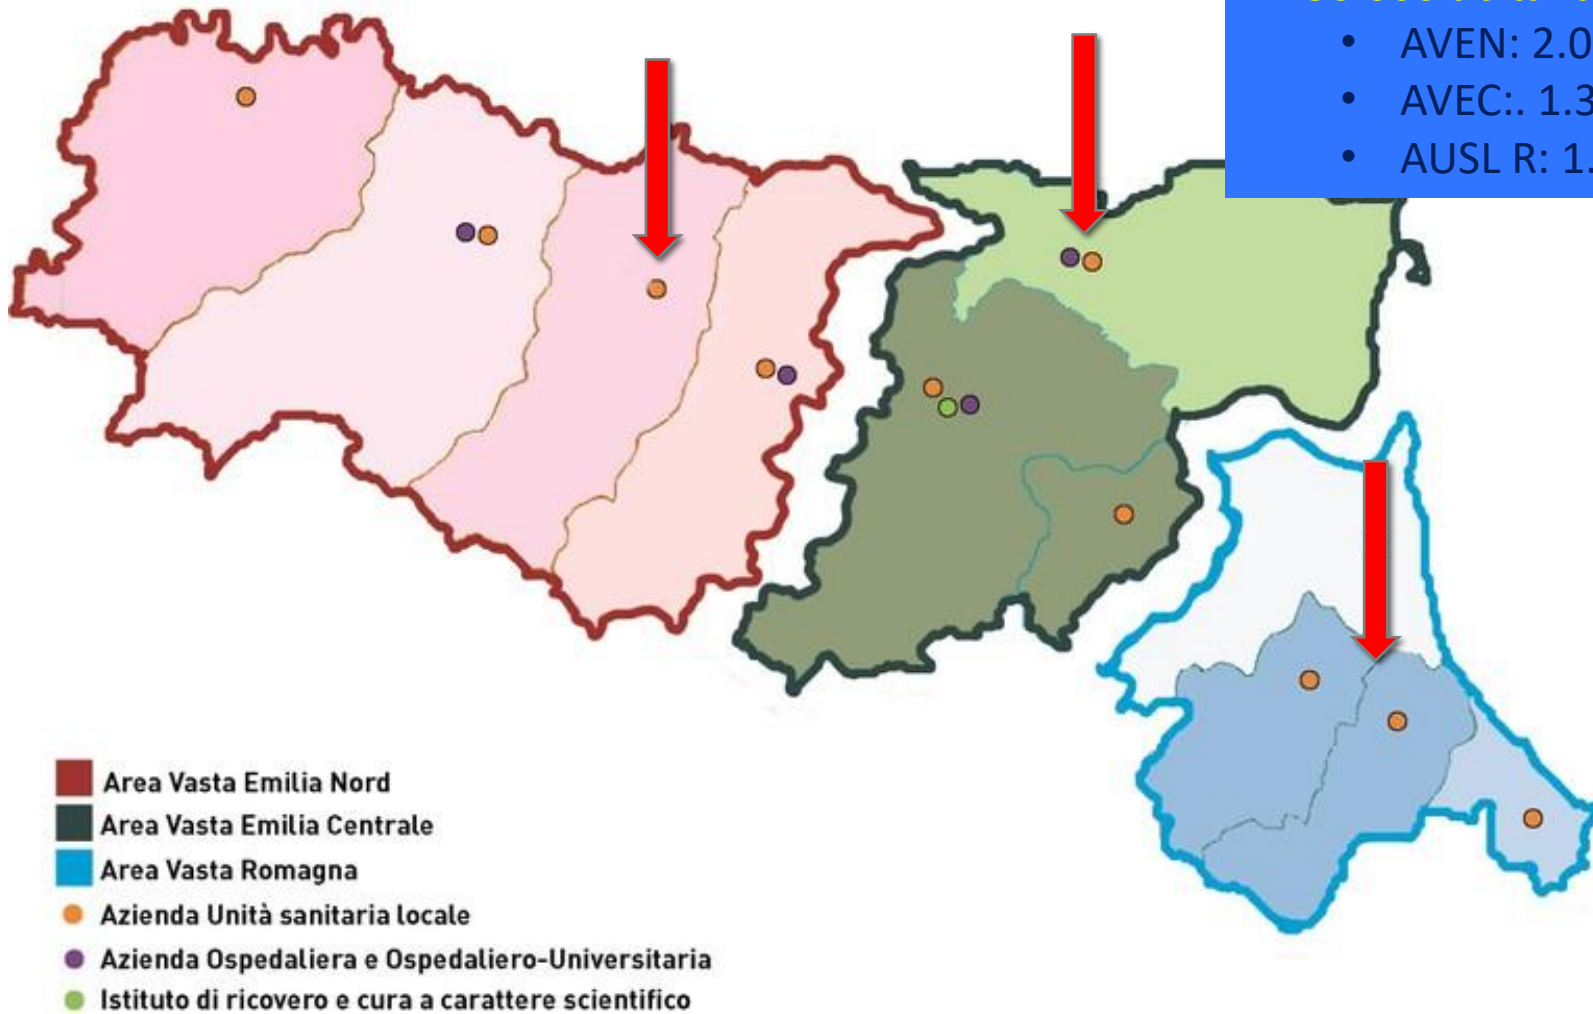 • AVEN: 2.0
• AVEC:. 1.3
• AUSL R: 1.
Area Vasta Emilia Nord
Area Vasta Emilia Centrale
Area Vasta Romagna
Azienda Unità sanitaria locale
Azienda Ospedaliera e Ospedaliero-Universitaria
Istituto di ricovero e cura a carattere scientifico